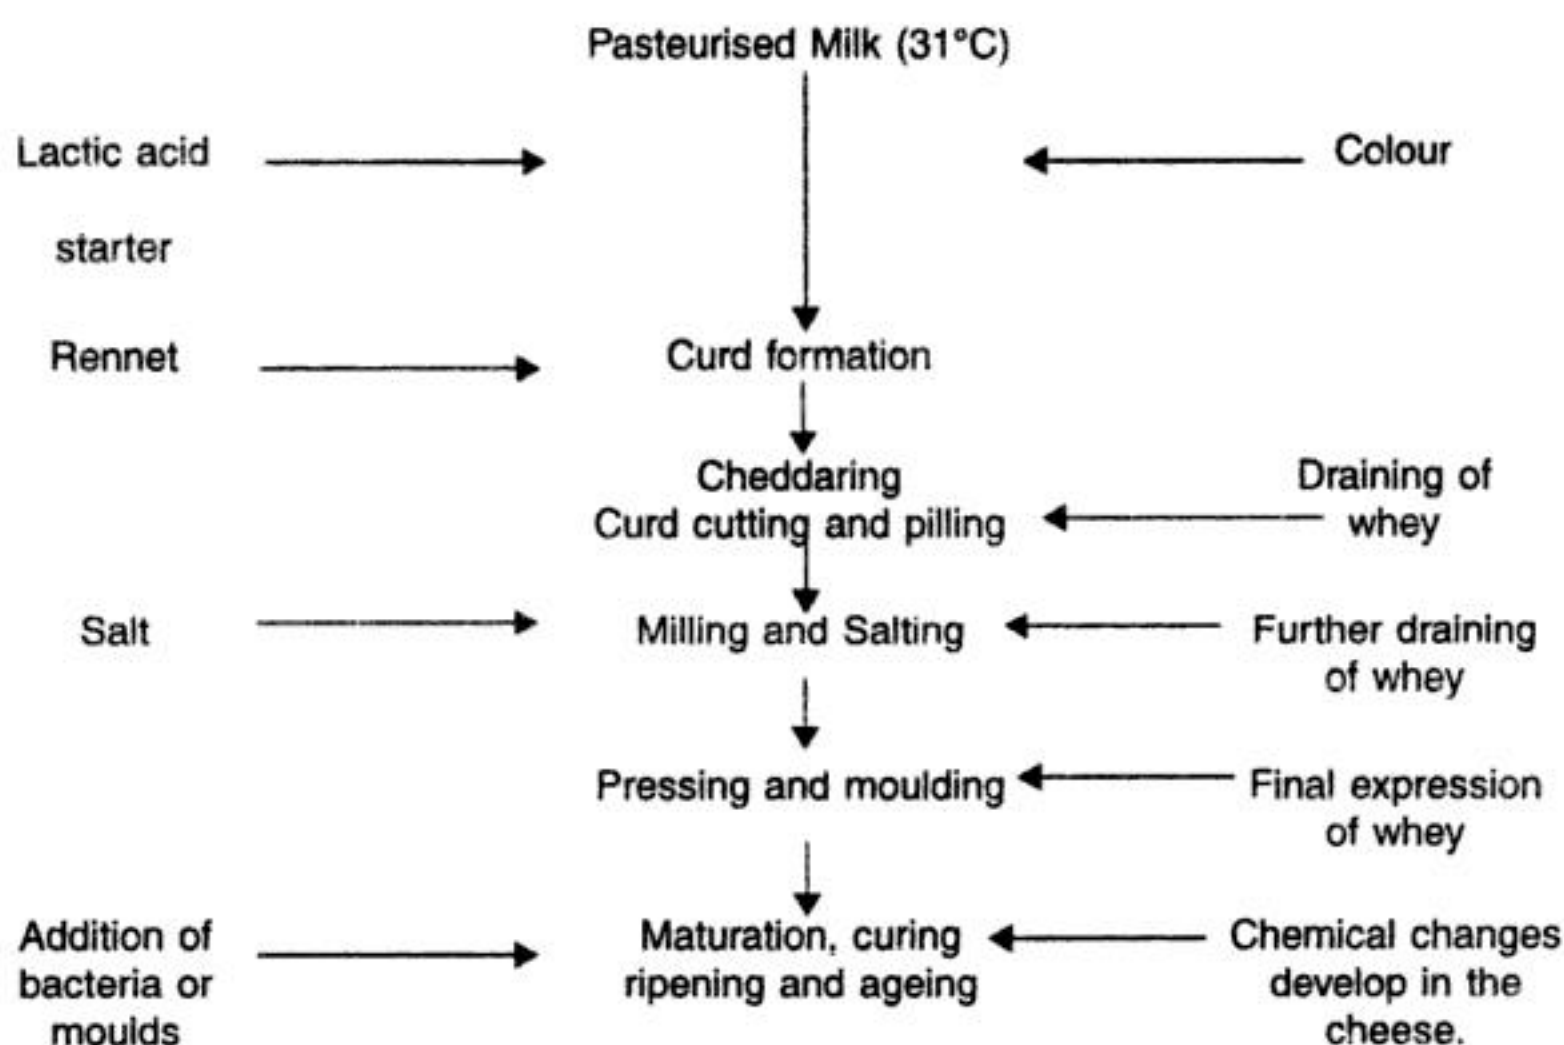 Pasteurised Milk (31°C)
Lactic acid
starter
Colour
Rennet
Curd formation
Cheddaring
Curd cutting and pilling
Draining of
whey
Salt
Milling and Salting
Further draining
of whey
Pressing and moulding
Final expression
of whey
Addition of
bacteria or
moulds
Maturation, curing
ripening and ageing
Chemical changes
develop in the
cheese.